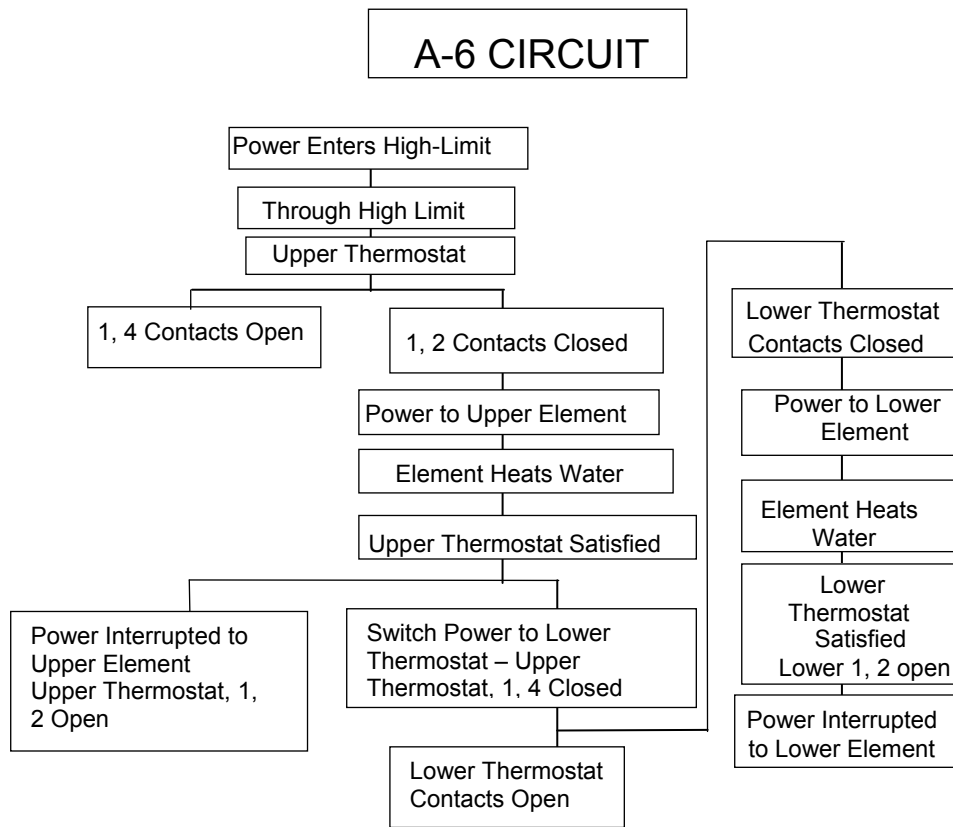 A-6 CIRCUIT
Power Enters High-Limit
Through High Limit
Upper Thermostat
1, 4 Contacts Open
1, 2 Contacts Closed
Power to Upper Element
Element Heats Water
Upper Thermostat Satisfied
Power Interrupted to
Upper Element
Upper Thermostat, 1,
2 Open
Switch Power to Lower
Thermostat – Upper
Thermostat, 1, 4 Closed
Lower Thermostat
Contacts Open
Lower Thermostat
Contacts Closed
Power to Lower
Element
Element Heats
Water
Lower
Thermostat
Satisfied
Lower 1, 2 open
Power Interrupted
to Lower Element